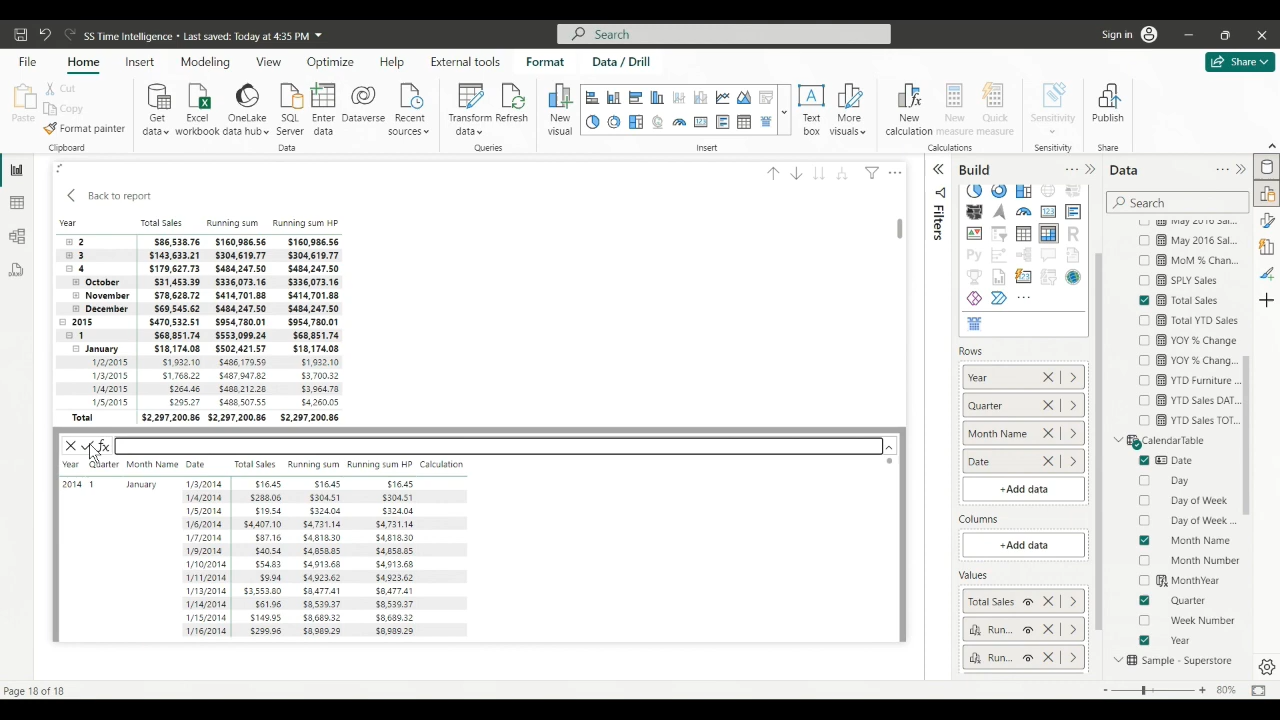 SS Time Intelligence • Last saved: Today at 4:35 PM
Search
Sign in
File Home Insert Modeling View Optimize Help External tools Format Data / Drill
Share
Paste
Cut
Copy
Format painter
Get data
Excel workbook
OneLake data hub
SQL Server
Enter data
Dataverse
Recent sources
Transform data
Refresh
New visual
Text box
More visuals
New calculation
New measure
Quick measure
Sensitivity
Publish
Clipboard Data Queries Insert Calculations Sensitivity Share
Back to report
Year Total Sales Running sum Running sum HP
2 $86,538.76 $160,986.56 $160,986.56
3 $143,633.21 $304,619.77 $304,619.77
4 $179,627.73 $484,247.50 $484,247.50
October $31,453.39 $336,073.16 $336,073.16
November $78,628.72 $414,701.88 $414,701.88
December $69,545.62 $484,247.50 $484,247.50
2015 $470,532.51 $954,780.01 $954,780.01
1 $68,851.74 $553,099.24 $68,851.74
January $18,174.08 $502,421.57 $18,174.08
1/2/2015 $1,932.10 $486,179.59 $1,932.10
1/3/2015 $1,768.22 $487,947.82 $3,700.32
1/4/2015 $264.46 $488,212.28 $3,964.78
1/5/2015 $295.27 $488,507.55 $4,260.05
Total $2,297,200.86 $2,297,200.86 $2,297,200.86
Year Quarter Month Name Date Total Sales Running sum Running sum HP Calculation
2014 1 January 1/3/2014 $16.45 $16.45 $16.45
1/4/2014 $288.06 $304.51 $304.51
1/5/2014 $19.54 $324.04 $324.04
1/6/2014 $4,407.10 $4,731.14 $4,731.14
1/7/2014 $87.16 $4,818.30 $4,818.30
1/9/2014 $40.54 $4,858.85 $4,858.85
1/10/2014 $54.83 $4,913.68 $4,913.68
1/11/2014 $9.94 $4,923.62 $4,923.62
1/13/2014 $3,553.80 $8,477.41 $8,477.41
1/14/2014 $61.96 $8,539.37 $8,539.37
1/15/2014 $149.95 $8,689.32 $8,689.32
1/16/2014 $299.96 $8,989.29 $8,989.29
Filters
Build
Rows
Year
Quarter
Month Name
Date
+Add data
Columns
+Add data
Values
Total Sales
Run...
Run...
Data
Search
May 2016 Sal...
May 2016 Sal...
MoM % Chan...
SPLY Sales
Total Sales
Total YTD Sales
YOY % Change
YOY % Chang...
YTD Furniture ...
YTD Sales DAT...
YTD Sales TOT...
CalendarTable
Date
Day
Day of Week
Day of Week ...
Month Name
Month Number
MonthYear
Quarter
Week Number
Year
Sample - Superstore
Page 18 of 18
80%